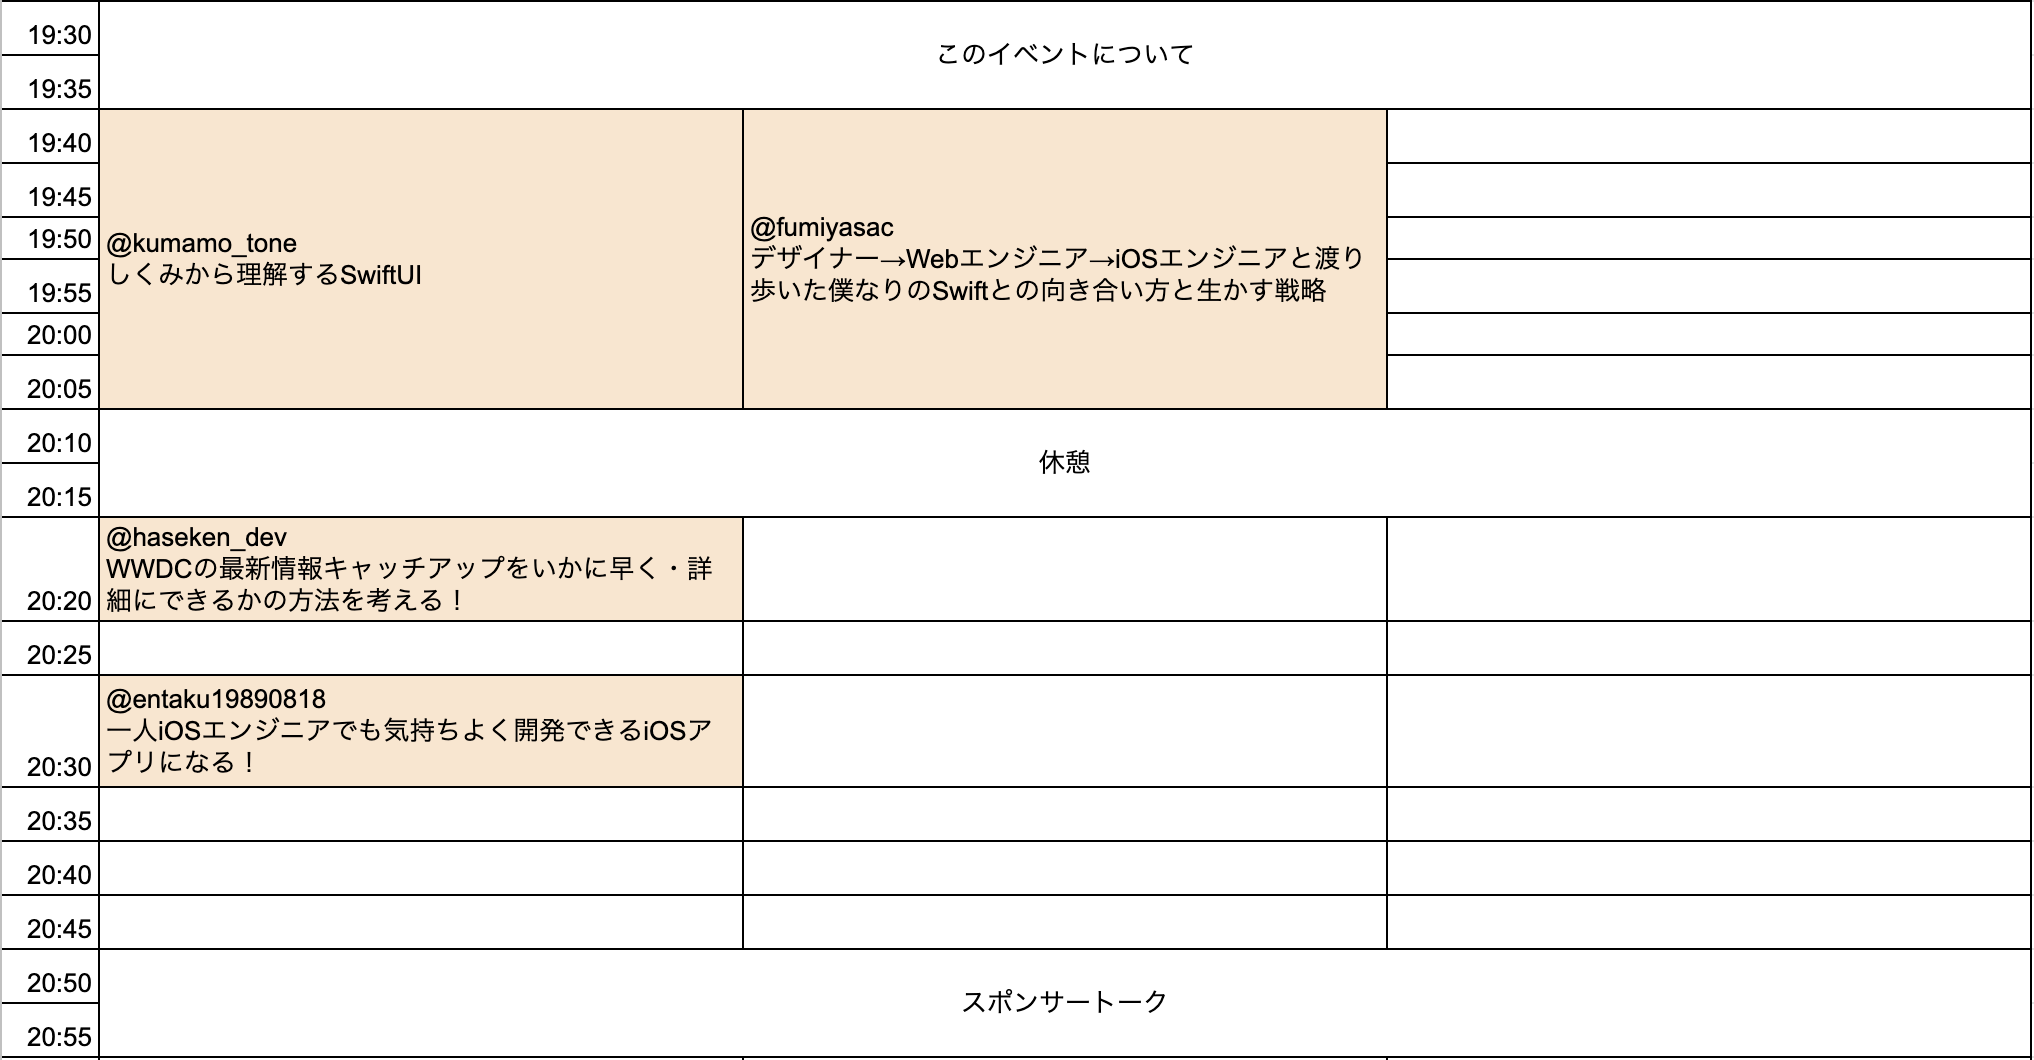 19:30
このイベントについて
19:35
19:40
19:45
19:50
19:55
20:00
20:05
@kumamo_tone
しくみから理解するSwiftUI
@fumiyasac
デザイナー→Webエンジニア→iOSエンジニアと渡り
歩いた僕なりのSwiftとの向き合い方と生かす戦略
20:10
休憩
20:15
20:20
@haseken_dev
WWDCの最新情報キャッチアップをいかに早く・詳
細にできるかの方法を考える！
20:25
20:30
@entaku19890818
一人iOSエンジニアでも気持ちよく開発できるiOSア
プリになる！
20:35
20:40
20:45
20:50
スポンサートーク
20:55